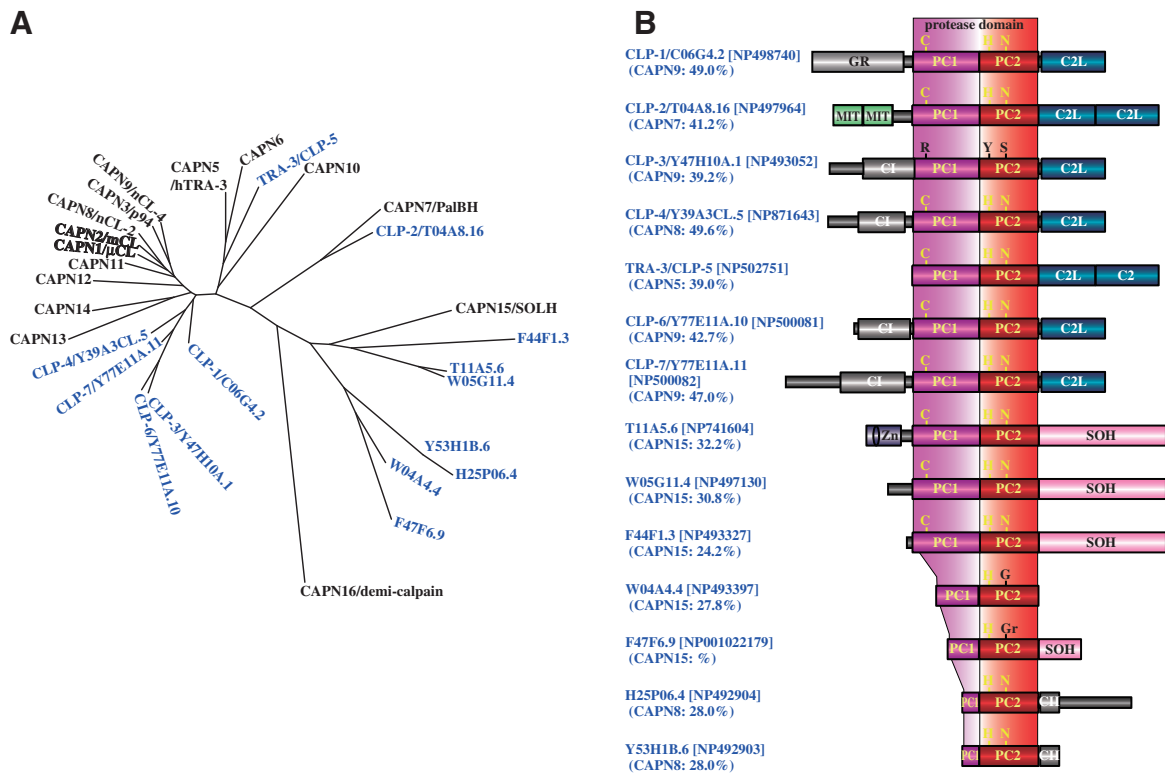 A
CAPN6
TRA-3/CLP-5
CAPN5
/hTRA-3
CAPN10
CAPN9/nCL-4
CAPN3/p94
CAPN8/nCL-2
CAPN2/mCL
CAPN1/μCL
CAPN11
CAPN12
CAPN14
CAPN13
CAPN7/PalBH
CLP-2/T04A8.16
CAPN15/SOLH
F44F1.3
T11A5.6
W05G11.4
CLP-4/Y39A3CL.5
CLP-7/Y77E11A.11
CLP-1/C06G4.2
CLP-3/Y47H10A.1
CLP-6/Y77E11A.10
Y53H1B.6
W04A4.4
H25P06.4
F47F6.9
CAPN16/demi-calpain
B
protease domain
C H N
CLP-1/C06G4.2 [NP498740]
(CAPN9: 49.0%)
GR PC1 PC2 C2L
C H N
CLP-2/T04A8.16 [NP497964]
(CAPN7: 41.2%)
MIT MIT PC1 PC2 C2L C2L
R Y S
CLP-3/Y47H10A.1 [NP493052]
(CAPN9: 39.2%)
CI PC1 PC2 C2L
C H N
CLP-4/Y39A3CL.5 [NP871643]
(CAPN8: 49.6%)
CI PC1 PC2 C2L
C H N
TRA-3/CLP-5 [NP502751]
(CAPN5: 39.0%)
PC1 PC2 C2L C2
C H N
CLP-6/Y77E11A.10 [NP500081]
(CAPN9: 42.7%)
CI PC1 PC2 C2L
C H N
CLP-7/Y77E11A.11
[NP500082]
(CAPN9: 47.0%)
CI PC1 PC2 C2L
C H N
T11A5.6 [NP741604]
(CAPN15: 32.2%)
Zn PC1 PC2 SOH
C H N
W05G11.4 [NP497130]
(CAPN15: 30.8%)
PC1 PC2 SOH
C H N
F44F1.3 [NP493327]
(CAPN15: 24.2%)
PC1 PC2 SOH
H G
W04A4.4 [NP493397]
(CAPN15: 27.8%)
PC1 PC2
H Gr
F47F6.9 [NP001022179]
(CAPN15: %)
PC1 PC2 SOH
H N
H25P06.4 [NP492904]
(CAPN8: 28.0%)
PC1 PC2 CH
H N
Y53H1B.6 [NP492903]
(CAPN8: 28.0%)
PC1 PC2 CH